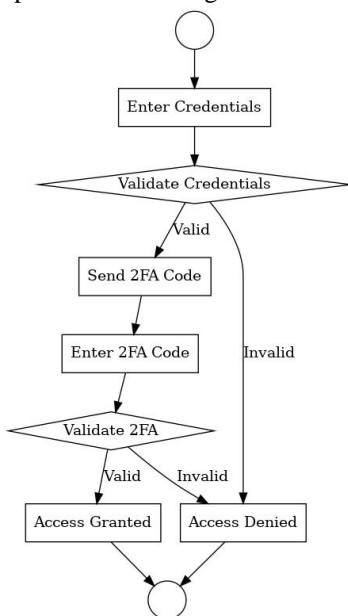 Enter Credentials
Validate Credentials
Valid
Send 2FA Code
Enter 2FA Code
Invalid
Validate 2FA
Valid
Invalid
Access Granted
Access Denied